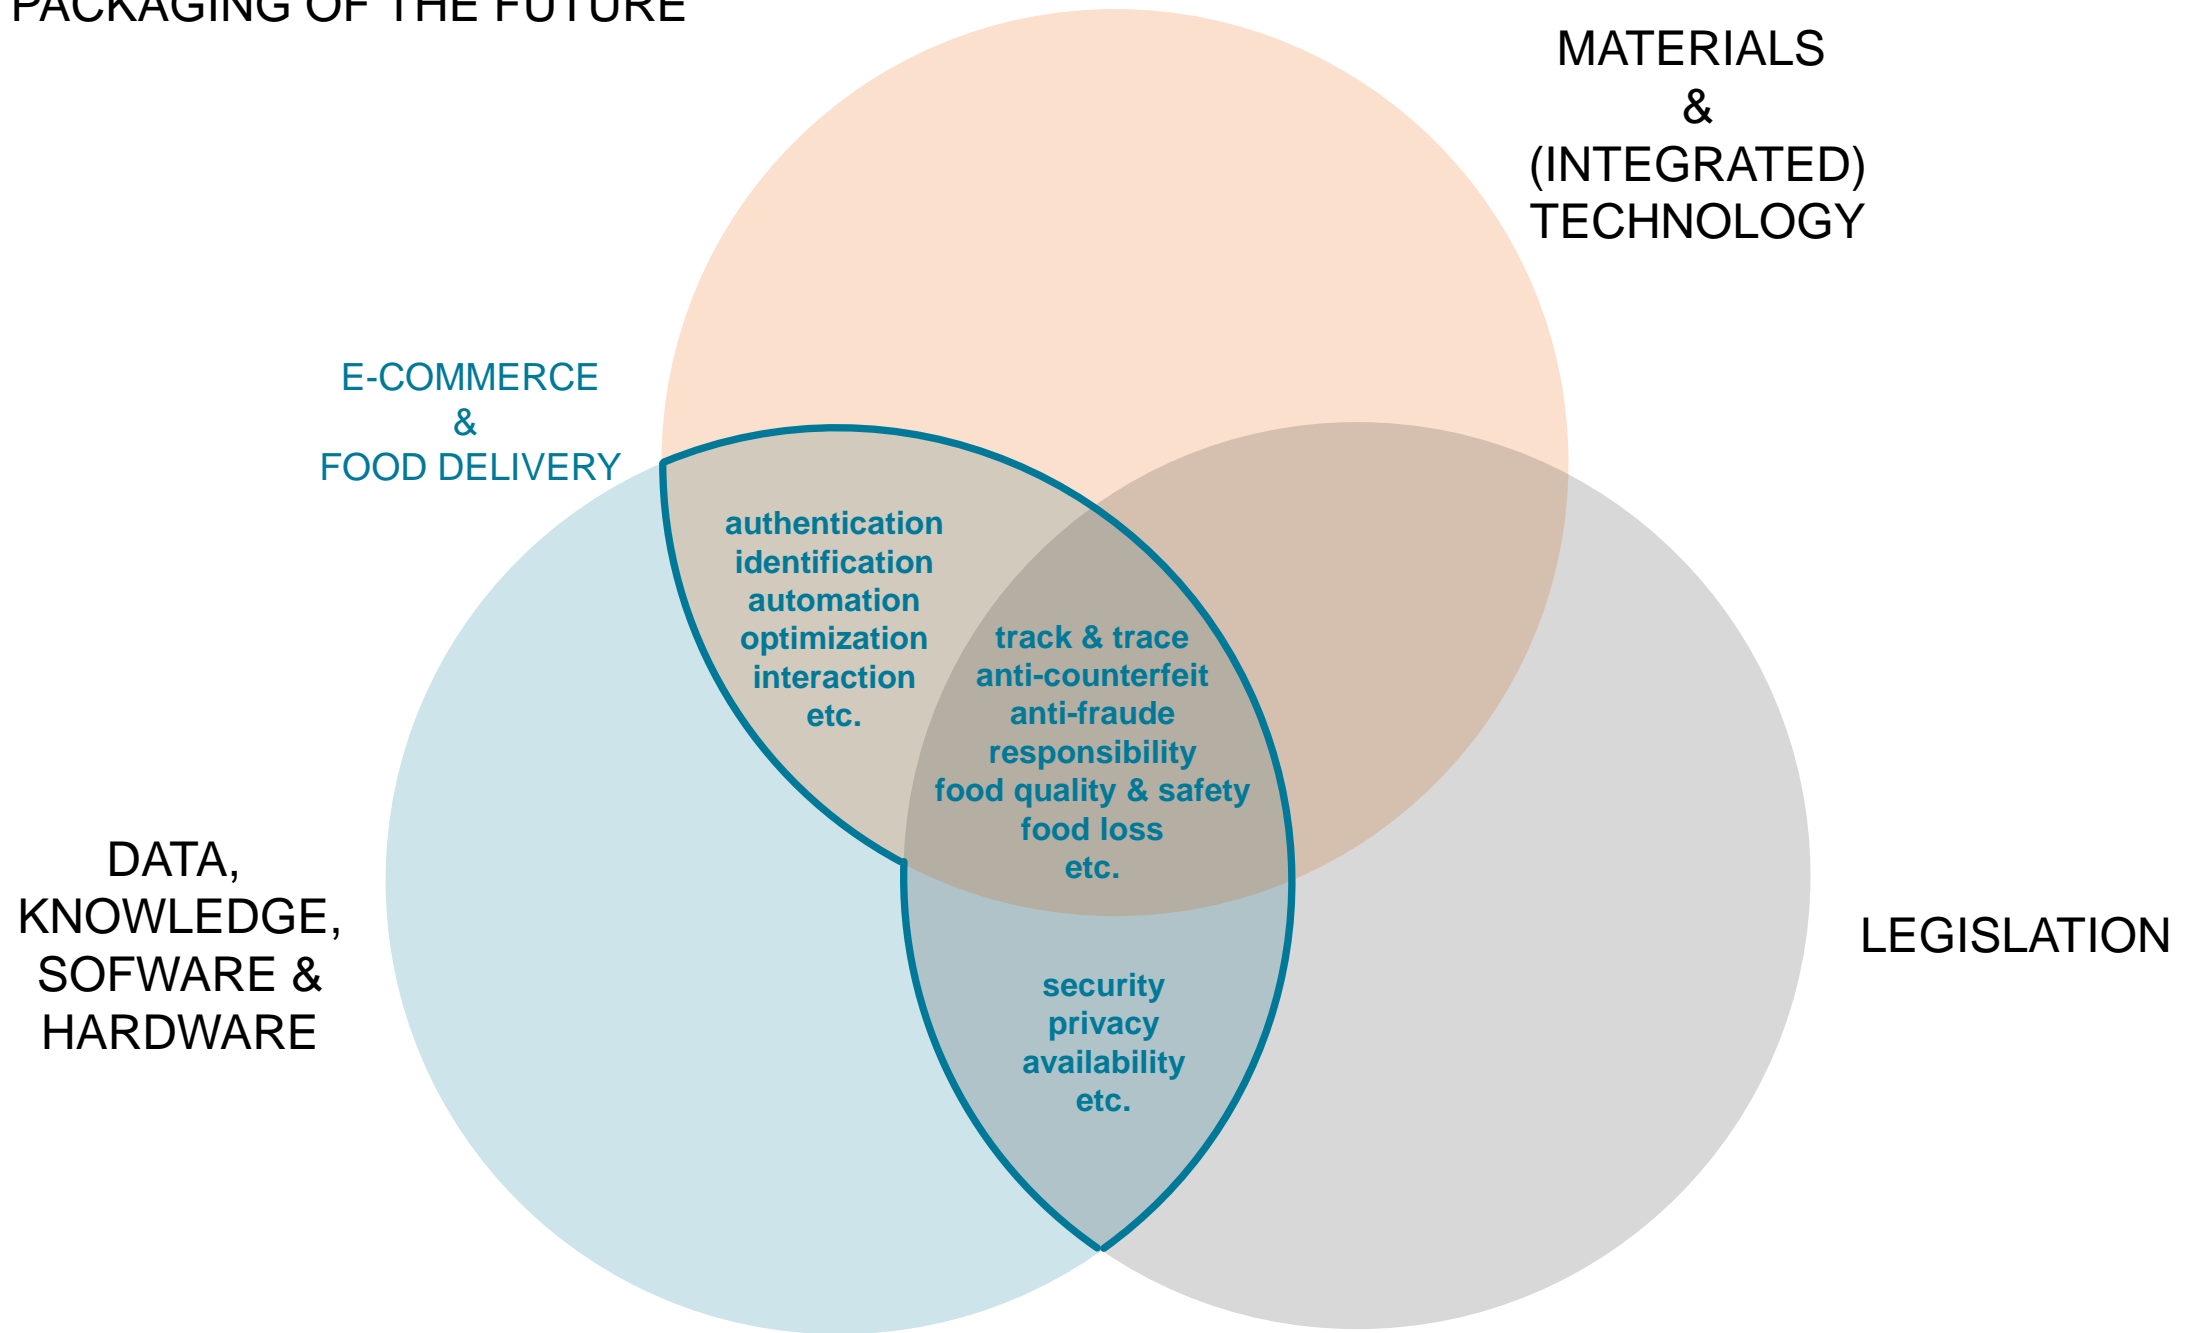 PACKAGING OF THE FUTURE
MATERIALS
&
(INTEGRATED)
TECHNOLOGY
E-COMMERCE
&
FOOD DELIVERY
authentication
identification
automation
optimization
interaction
etc.
track & trace
anti-counterfeit
anti-fraude
responsibility
food quality & safety
food loss
etc.
DATA,
KNOWLEDGE,
SOFWARE &
HARDWARE
LEGISLATION
security
privacy
availability
etc.